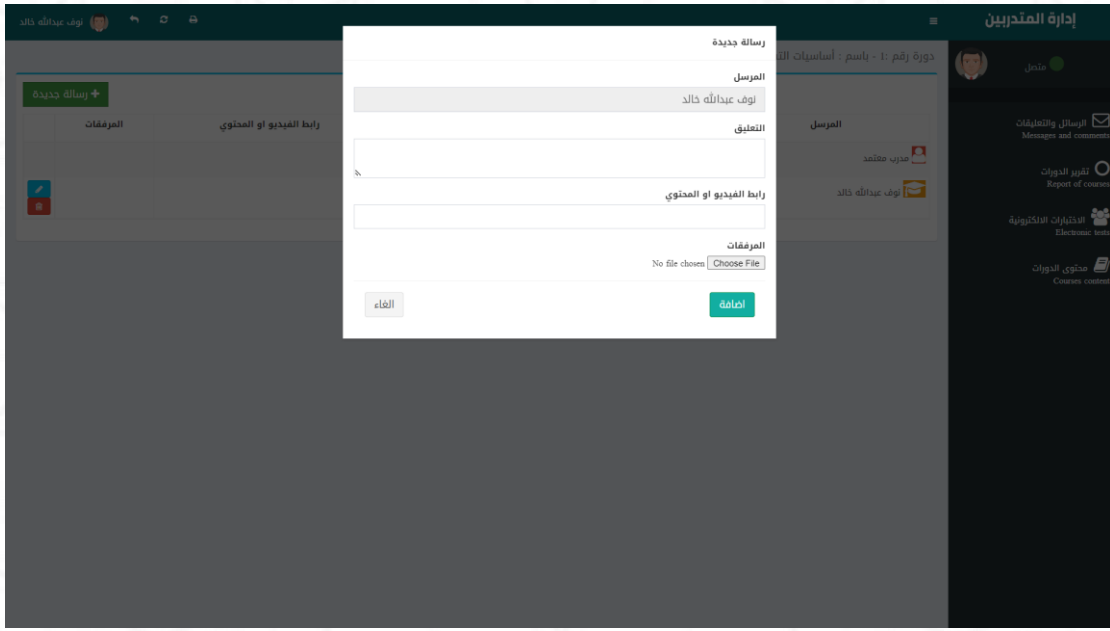 إدارة المتدربين
نوف عبدالله خالد
متصل
الرسائل والتعليقات
Messages and comments
تقرير الدورات
Report of courses
الاختبارات الالكترونية
Electronic tests
محتوى الدورات
Courses content
دورة رقم :1 - باسم : أساسيات
رسالة جديدة
المرسل
رابط الفيديو او المحتوي
المرفقات
مدرب معتمد
نوف عبدالله خالد
رسالة جديدة
المرسل
نوف عبدالله خالد
التعليق
رابط الفيديو او المحتوي
المرفقات
Choose File No file chosen
اضافة
الغاء